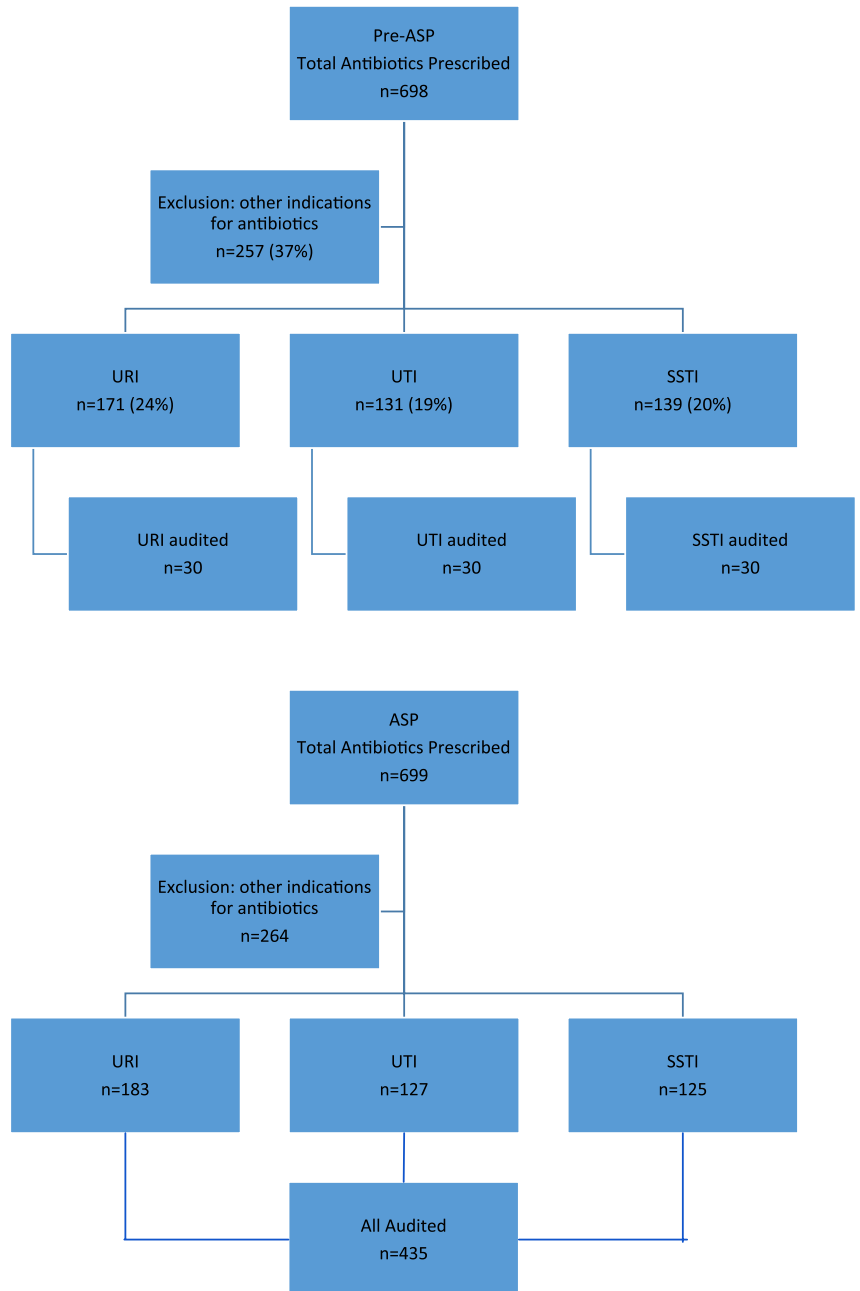 Pre-ASP
Total Antibiotics Prescribed
n=698
Exclusion: other indications
for antibiotics
n=257 (37%)
URI
n=171 (24%)
UTI
n=131 (19%)
SSTI
n=139 (20%)
URI audited
n=30
UTI audited
n=30
SSTI audited
n=30
ASP
Total Antibiotics Prescribed
n=699
Exclusion: other indications
for antibiotics
n=264
URI
n=183
UTI
n=127
SSTI
n=125
All Audited
n=435